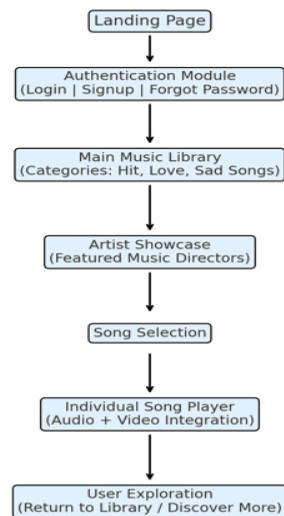 Landing Page
Authentication Module
(Login | Signup | Forgot Password)
Main Music Library
(Categories: Hit, Love, Sad Songs)
Artist Showcase
(Featured Music Directors)
Song Selection
Individual Song Player
(Audio + Video Integration)
User Exploration
(Return to Library / Discover More)